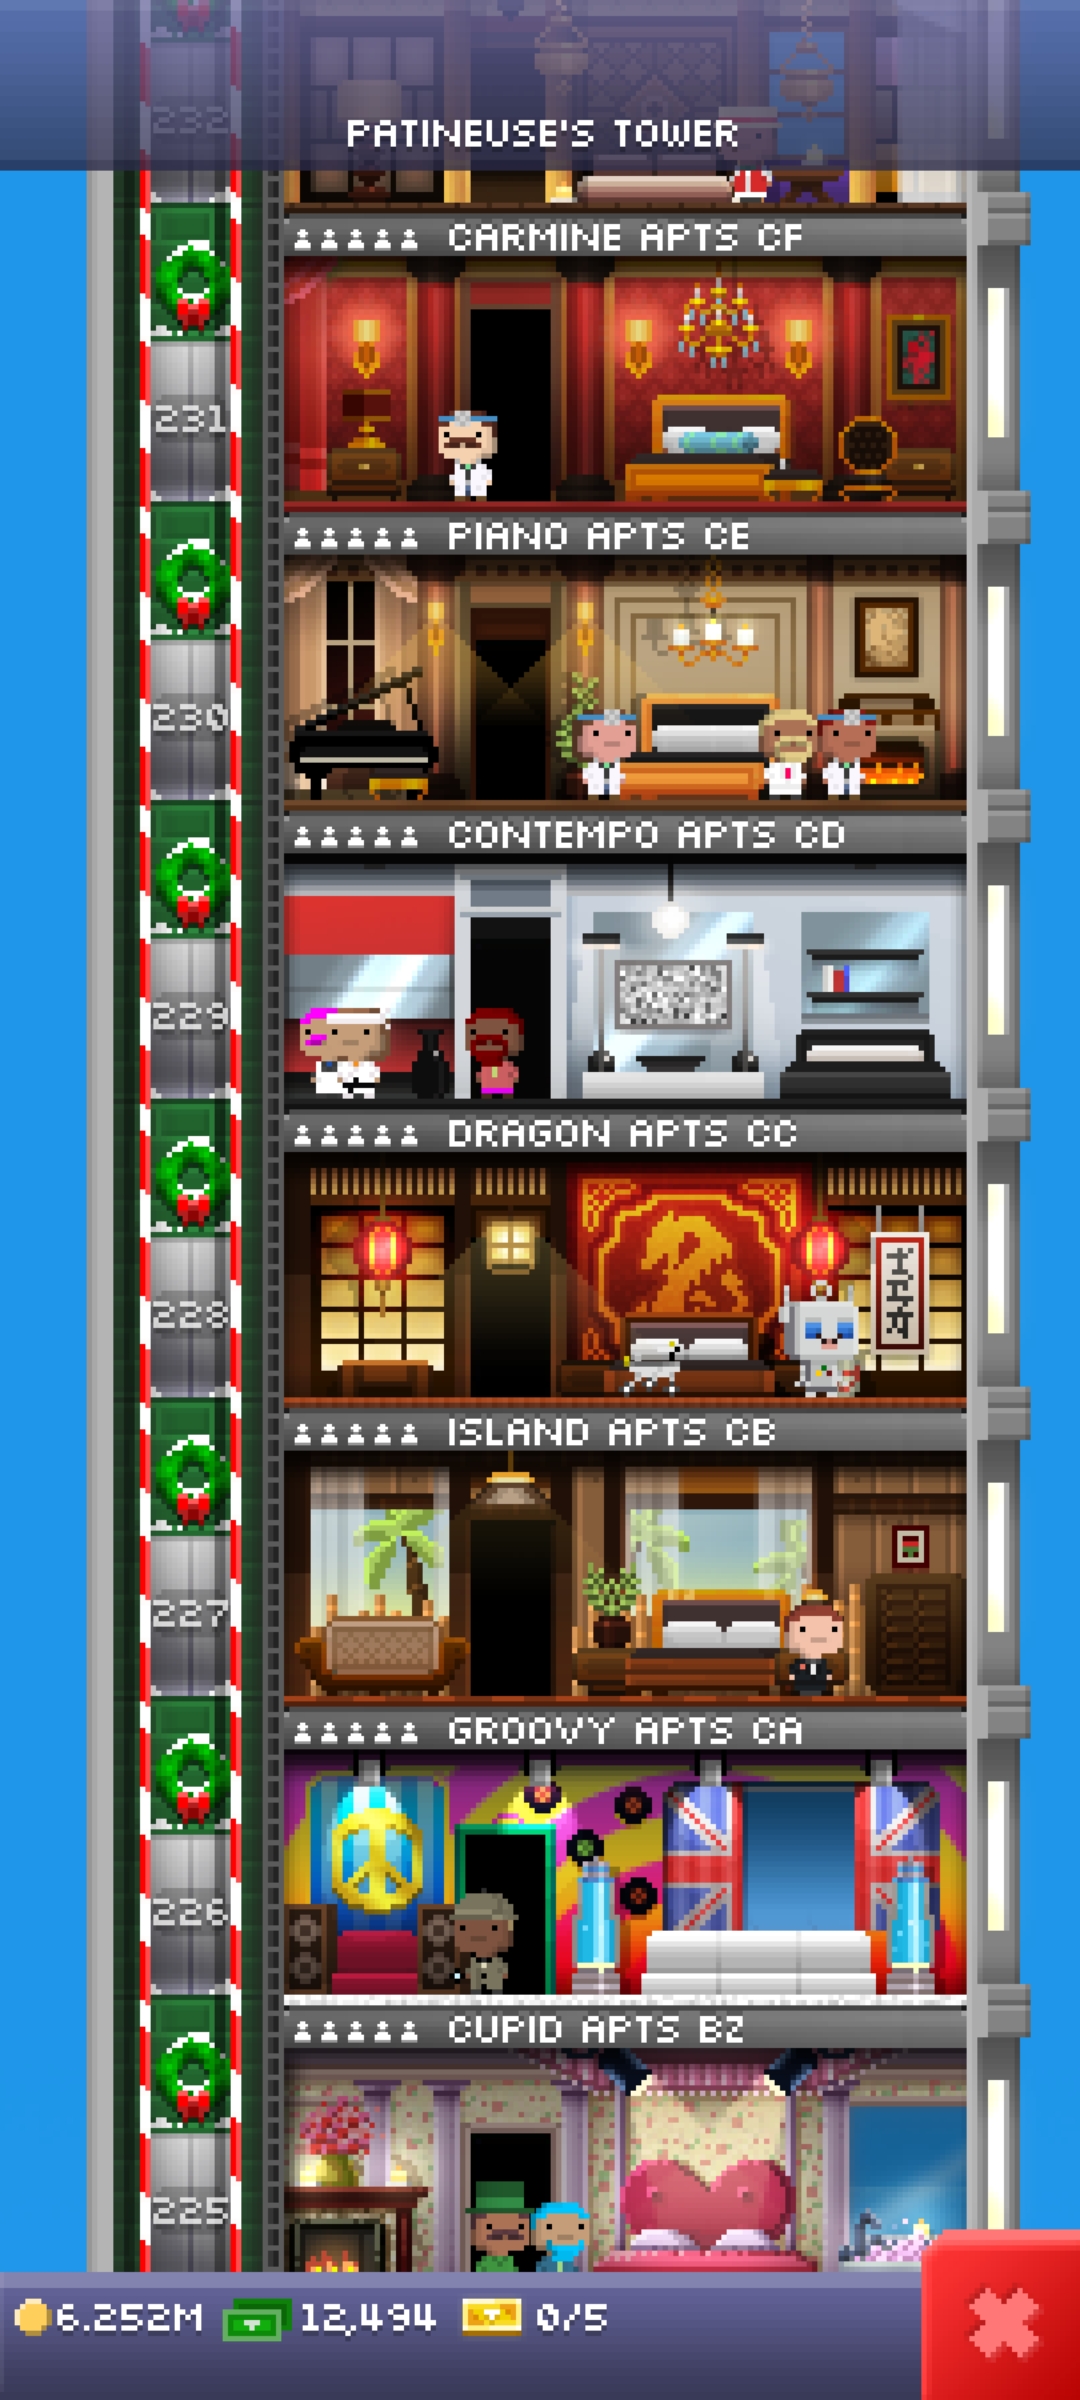 232
PATINEUSE'S TOWER
CARMINE APTS CF
231
PIANO APTS CE
230
CONTEMPO APTS CD
229
DRAGON APTS CC
228
ISLAND APTS CB
227
GROOVY APTS CA
226
CUPID APTS BZ
225
6.252M 12,494 0/5